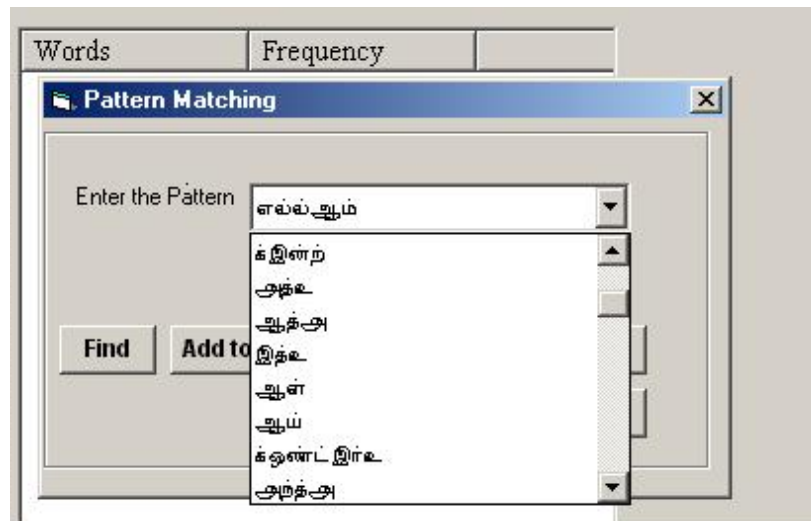 Words Frequency
Pattern Matching
Enter the Pattern எல்ல்ஆம்
க்இன்ற்
அத்உ
ஆத்அ
Find Add to இத்உ
ஆள்
ஆய்
க்ஒண்ட்இர்உ
அற்த்அ